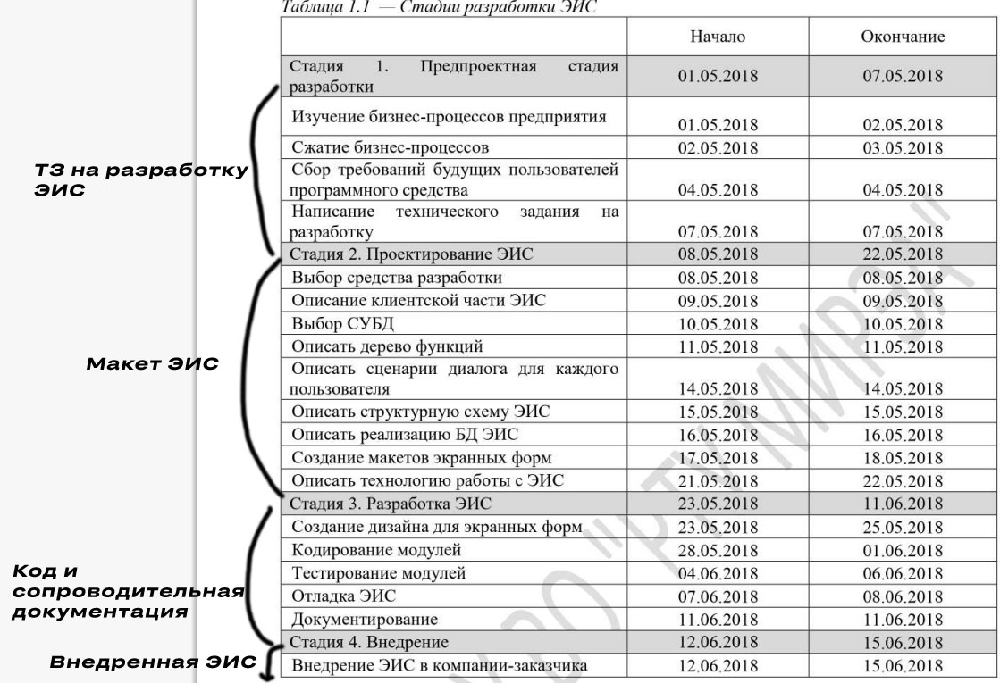 Таблица 1.1 — Стадии разработки ЭИС
Начало Окончание
Стадия 1. Предпроектная стадия
разработки 01.05.2018 07.05.2018
Изучение бизнес-процессов предприятия 01.05.2018 02.05.2018
Сжатие бизнес-процессов 02.05.2018 03.05.2018
Сбор требований будущих пользователей
программного средства 04.05.2018 04.05.2018
Написание технического задания на
разработку 07.05.2018 07.05.2018
Стадия 2. Проектирование ЭИС 08.05.2018 22.05.2018
Выбор средства разработки 08.05.2018 08.05.2018
Описание клиентской части ЭИС 09.05.2018 09.05.2018
Выбор СУБД 10.05.2018 10.05.2018
Описать дерево функций 11.05.2018 11.05.2018
Описать сценарии диалога для каждого
пользователя 14.05.2018 14.05.2018
Описать структурную схему ЭИС 15.05.2018 15.05.2018
Описать реализацию БД ЭИС 16.05.2018 16.05.2018
Создание макетов экранных форм 17.05.2018 18.05.2018
Описать технологию работы с ЭИС 21.05.2018 22.05.2018
Стадия 3. Разработка ЭИС 23.05.2018 11.06.2018
Создание дизайна для экранных форм 23.05.2018 25.05.2018
Кодирование модулей 28.05.2018 01.06.2018
Тестирование модулей 04.06.2018 06.06.2018
Отладка ЭИС 07.06.2018 08.06.2018
Документирование 11.06.2018 11.06.2018
Стадия 4. Внедрение 12.06.2018 15.06.2018
Внедрение ЭИС в компании-заказчика 12.06.2018 15.06.2018
ТЗ на разработку
ЭИС
Макет ЭИС
Код и
сопроводительная
документация
Внедренная ЭИС
ВО "РТУ МИРЭА"